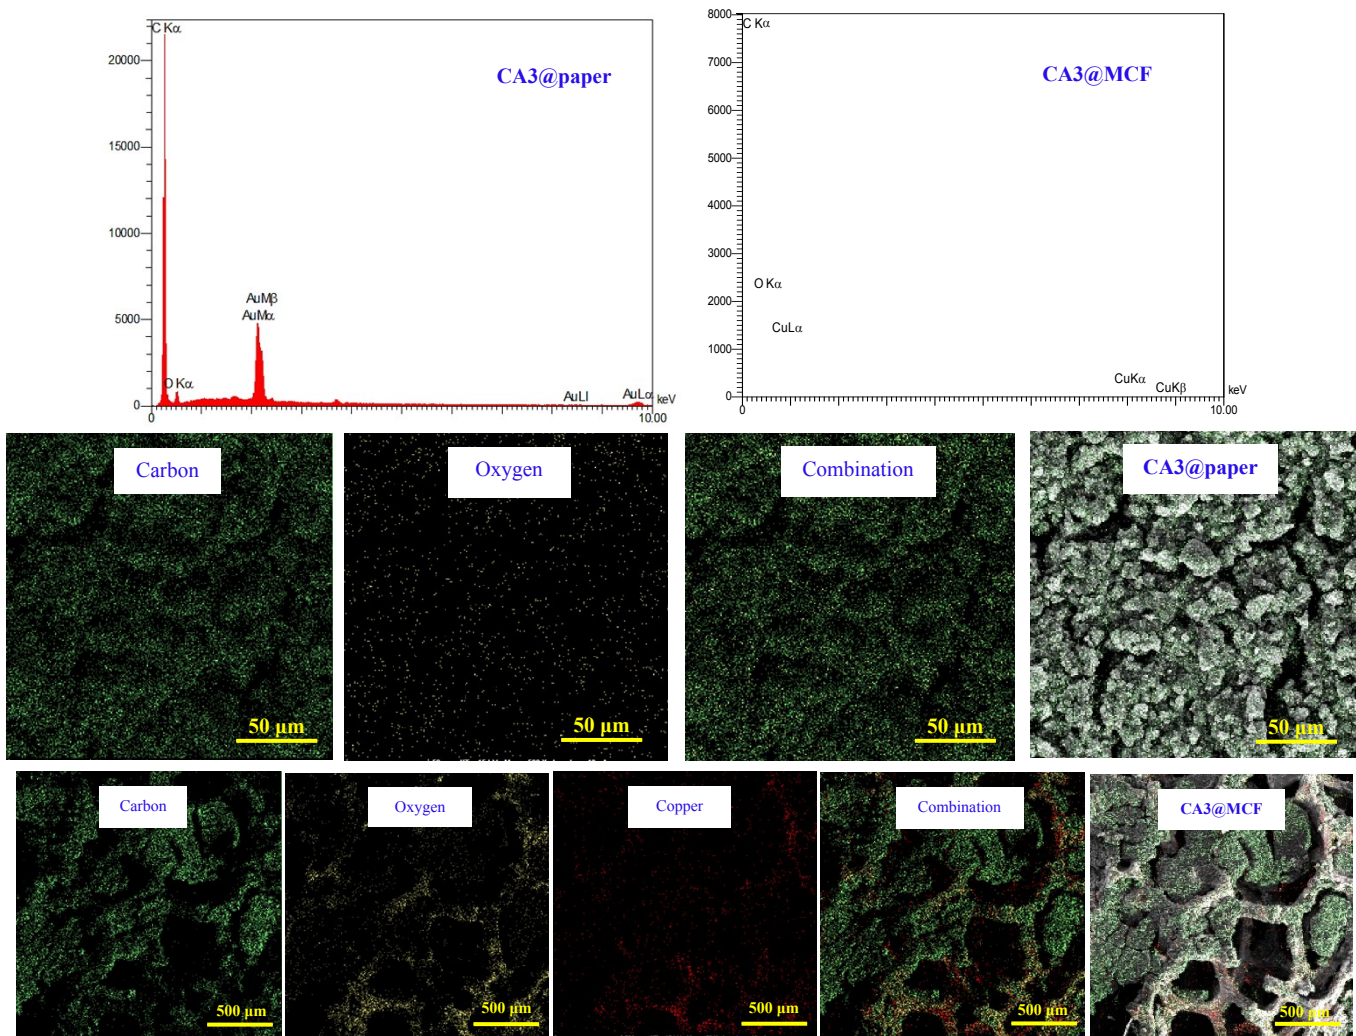 C Kα
20000
15000
10000
5000
0
CA3@paper
AuMβ
AuMα
O Kα
AuLl
AuLα
keV
0
10.00
8000
7000
6000
5000
4000
3000
2000
1000
0
C Kα
CA3@MCF
O Kα
CuLα
CuKα
CuKβ
keV
0
10.00
Carbon
50 µm
Oxygen
50 µm
Combination
50 µm
CA3@paper
50 µm
Carbon
500 µm
Oxygen
500 µm
Copper
500 µm
Combination
500 µm
CA3@MCF
500 µm